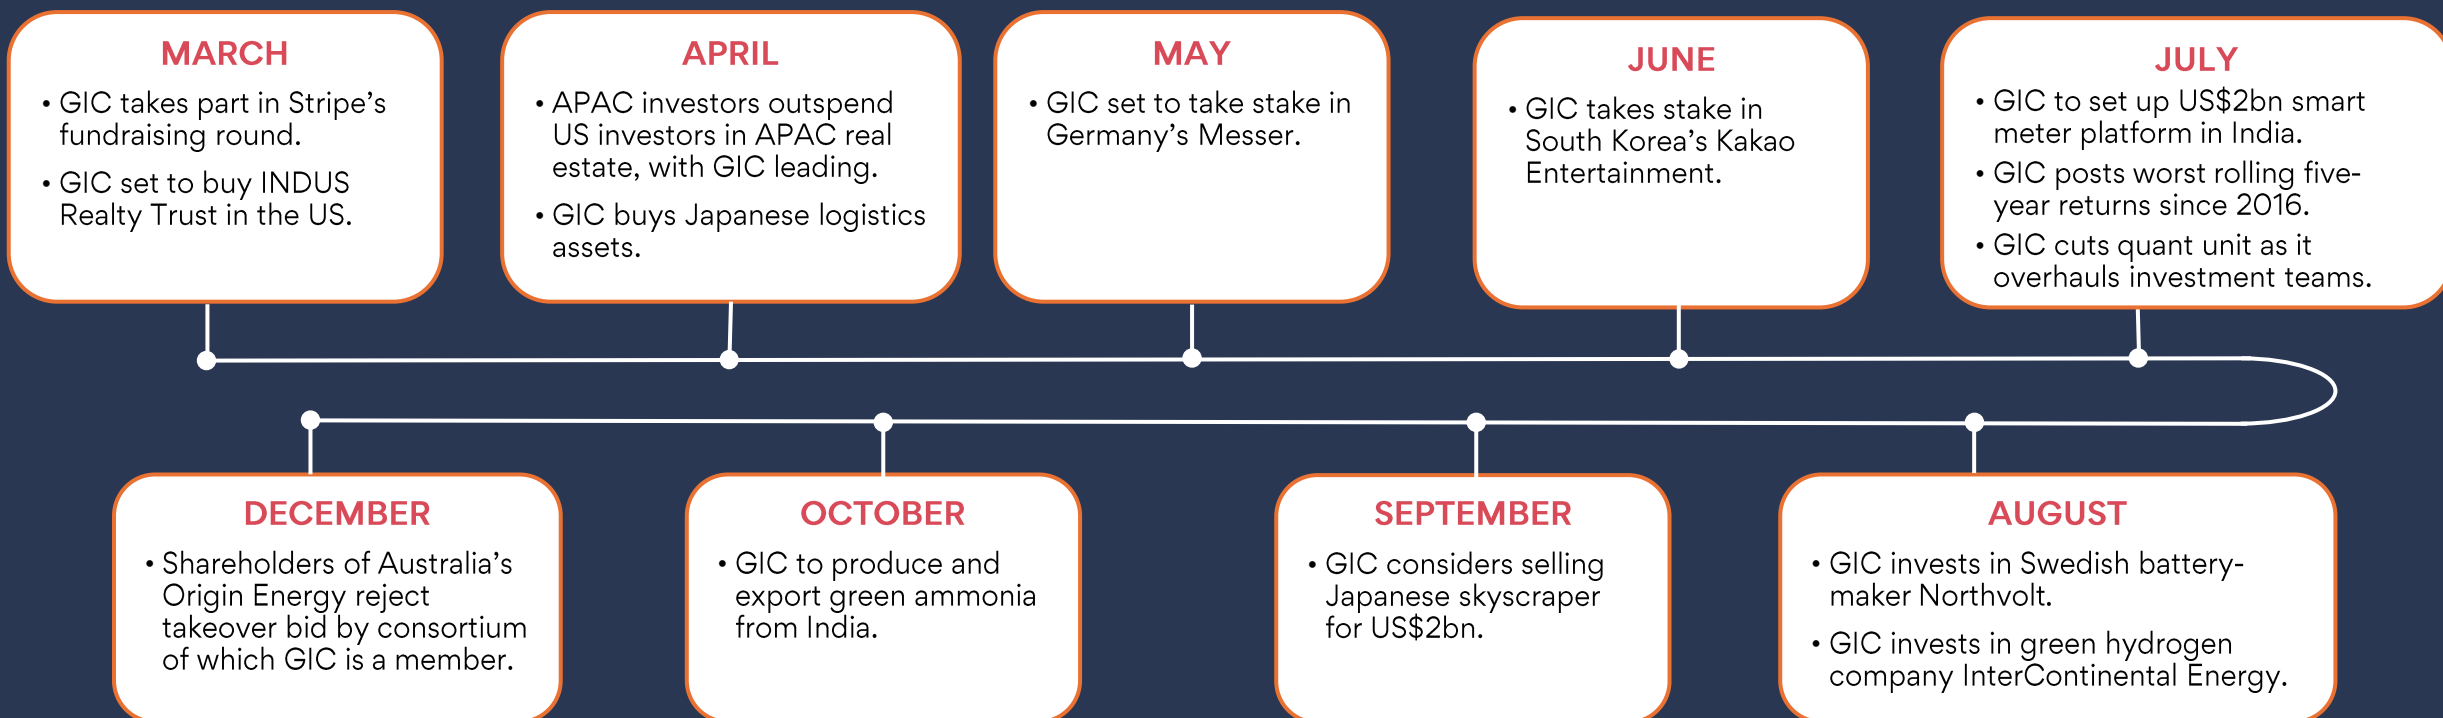 MARCH
• GIC takes part in Stripe's
fundraising round.
• GIC set to buy INDUS
Realty Trust in the US.
APRIL
• APAC investors outspend
US investors in APAC real
estate, with GIC leading.
• GIC buys Japanese logistics
assets.
MAY
• GIC set to take stake in
Germany's Messer.
JUNE
• GIC takes stake in
South Korea's Kakao
Entertainment.
JULY
• GIC to set up US$2bn smart
meter platform in India.
• GIC posts worst rolling five-
year returns since 2016.
• GIC cuts quant unit as it
overhauls investment teams.
AUGUST
• GIC invests in Swedish battery-
maker Northvolt.
• GIC invests in green hydrogen
company InterContinental Energy.
SEPTEMBER
• GIC considers selling
Japanese skyscraper
for US$2bn.
OCTOBER
• GIC to produce and
export green ammonia
from India.
DECEMBER
• Shareholders of Australia's
Origin Energy reject
takeover bid by consortium
of which GIC is a member.